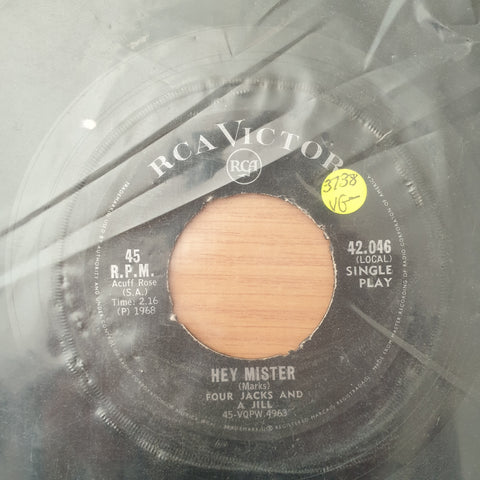 RCA VICTOR
RCA
3738
VG-
45
R.P.M.
Acuff Rose
(S.A.)
Time: 2.16
(P) 1968
42.046
(LOCAL)
SINGLE
PLAY
HEY MISTER
(Marks)
FOUR JACKS AND
A JILL
45-VQPW 4963